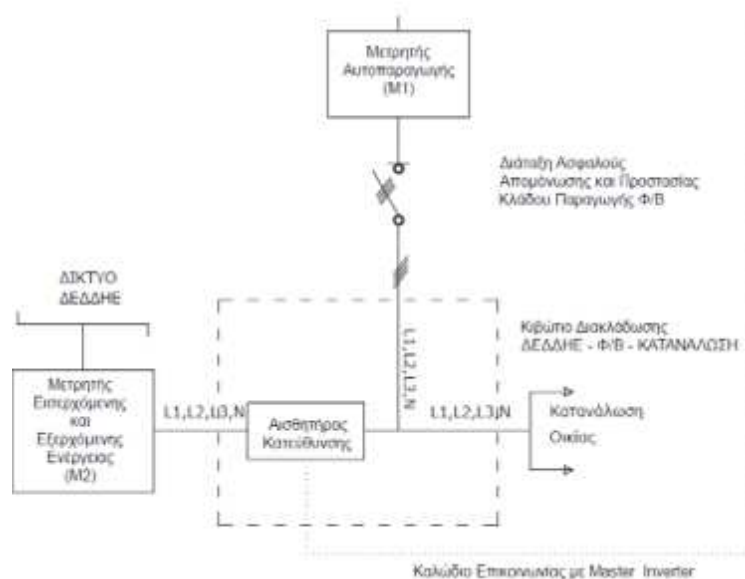 Μετρητής
Αυτοπαραγωγής
(Μ1)
Διάταξη Ασφαλούς
Απομόνωσης και Προστασίας
Κλάδου Παραγωγής Φ/Β
ΔΙΚΤΥΟ
ΔΕΔΔΗΕ
Κιβώτιο Διακλάδωσης
ΔΕΔΔΗΕ - Φ/Β - ΚΑΤΑΝΑΛΩΣΗ
L1,L2,L3,N
Μετρητής
Εισερχόμενης
και
Εξερχόμενης
Ενέργειας
(Μ2)
L1,L2,L3,N
Αισθητήρας
Κατεύθυνσης
L1,L2,L3,N
Κατανάλωση
Οικίας
Καλώδιο Επικοινωνίας με Master Inverter